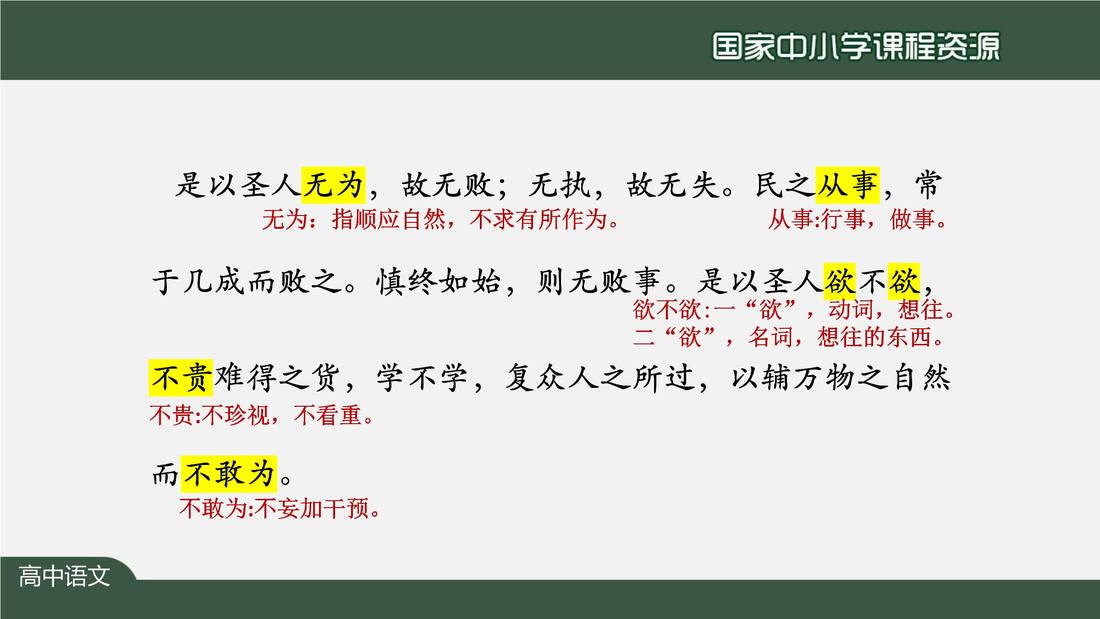 国家中小学课程资源
是以圣人无为，故无败；无执，故无失。民之从事，常
无为：指顺应自然，不求有所作为。
从事:行事，做事。
于几成而败之。慎终如始，则无败事。是以圣人欲不欲，
欲不欲:一“欲”，动词，想往。
二“欲”，名词，想往的东西。
不贵难得之货，学不学，复众人之所过，以辅万物之自然
不贵:不珍视，不看重。
而不敢为。
不敢为:不妄加干预。
高中语文